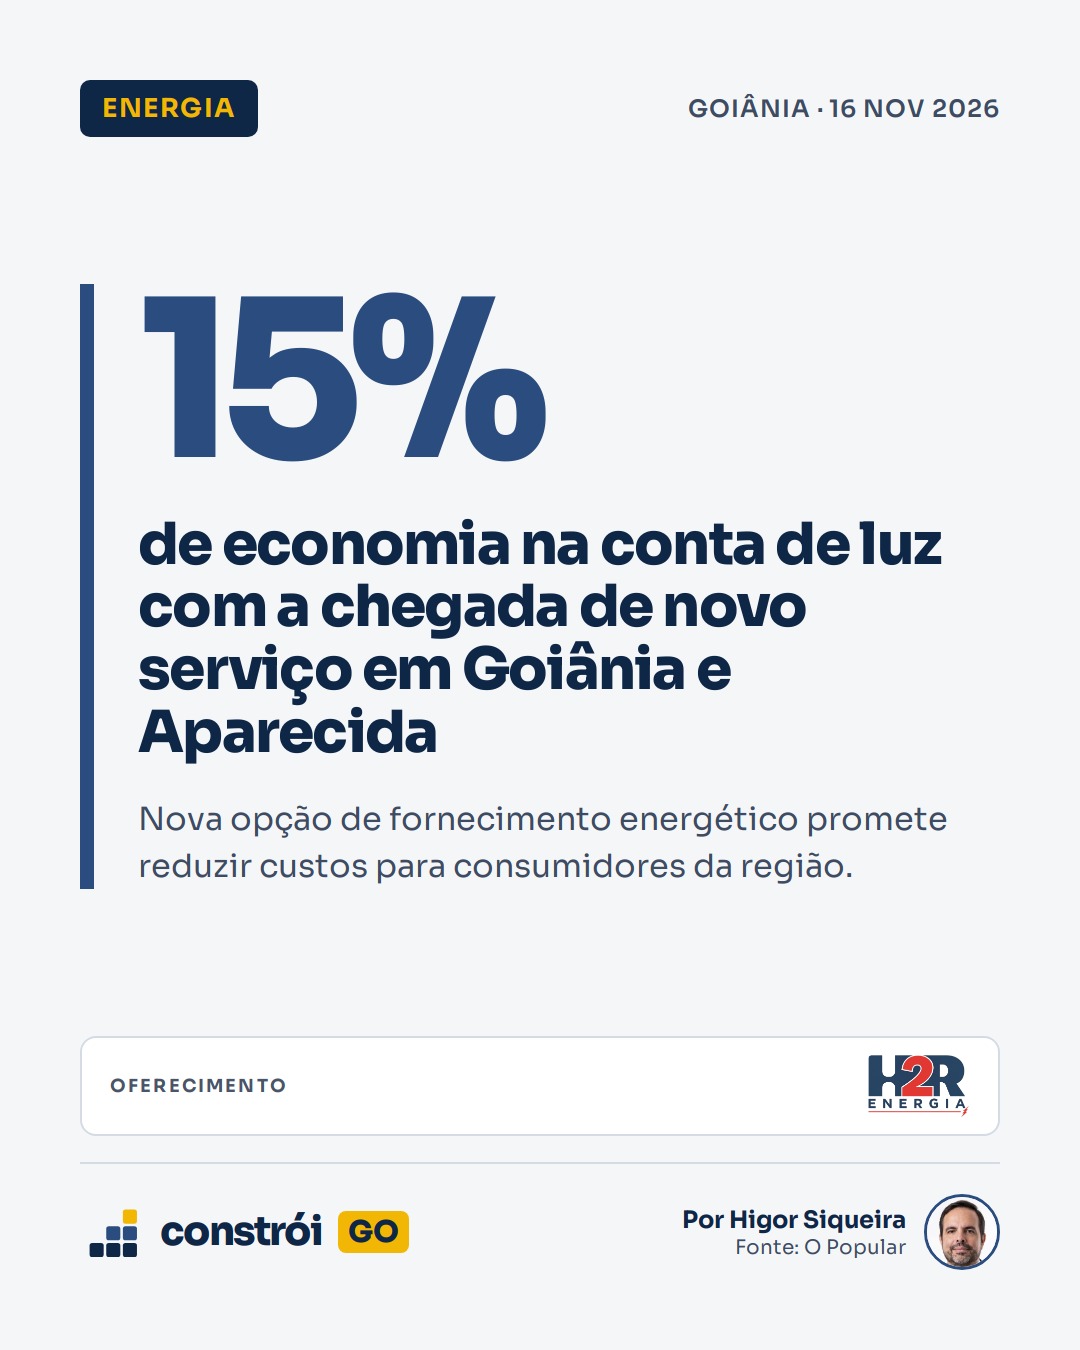 ENERGIA
GOIÂNIA · 16 NOV 2026
15%
de economia na conta de luz
com a chegada de novo
serviço em Goiânia e
Aparecida
Nova opção de fornecimento energético promete
reduzir custos para consumidores da região.
OFERECIMENTO
H2R
ENERGIA
constrói GO
Por Higor Siqueira
Fonte: O Popular